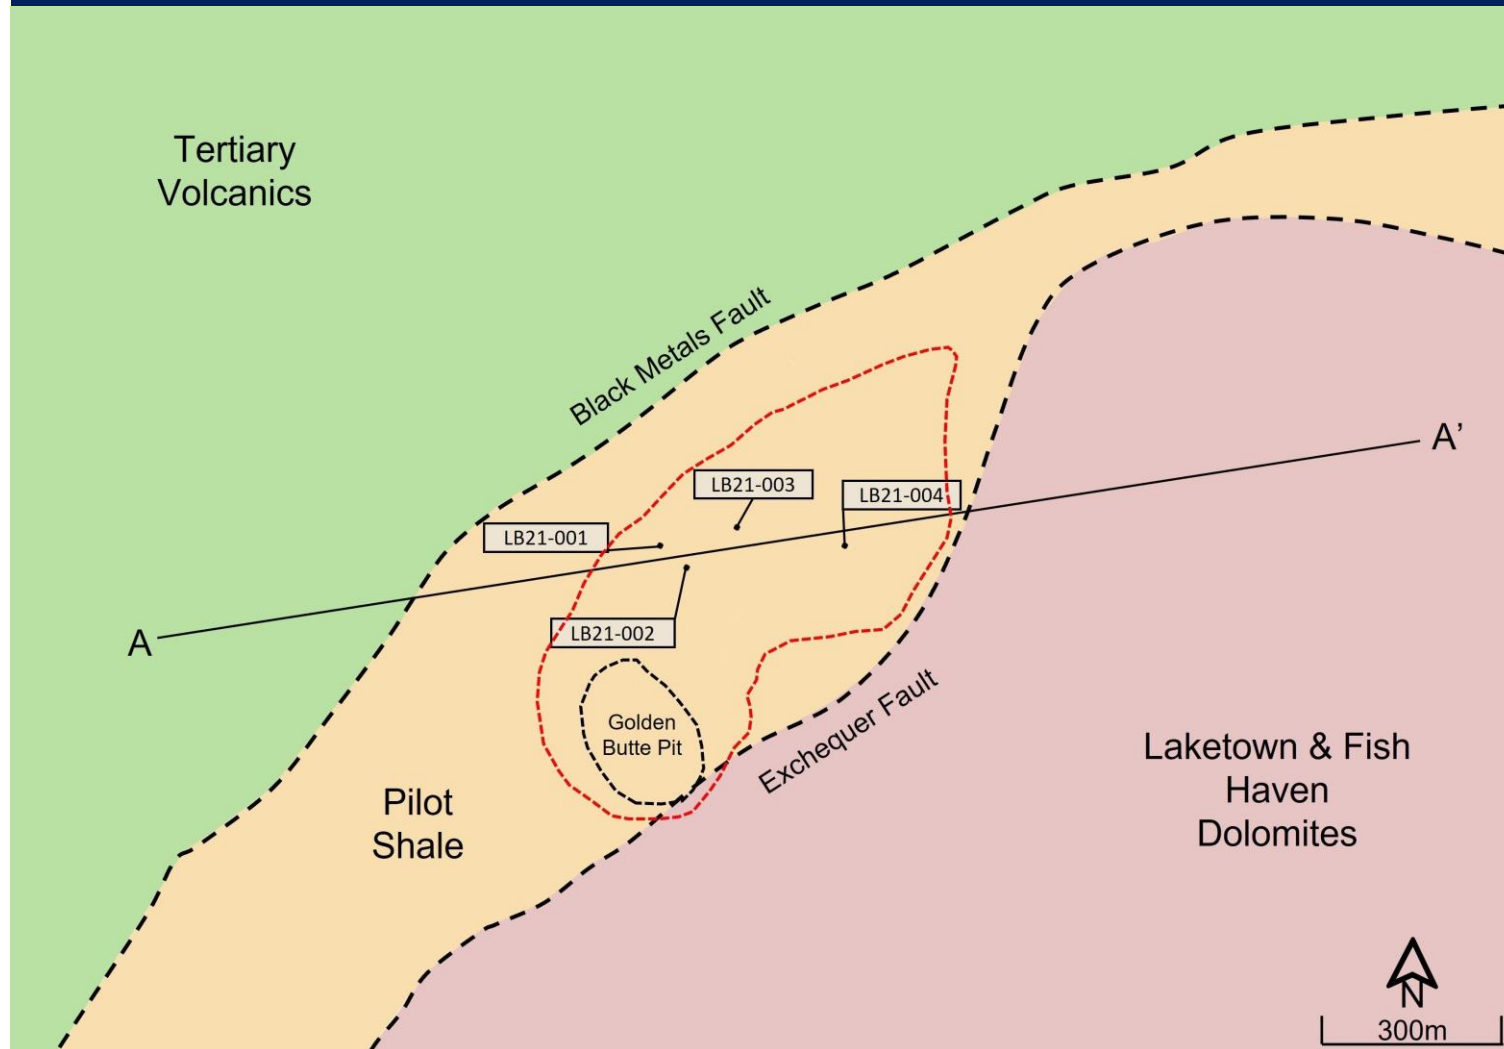 Tertiary
Volcanics
Black Metals Fault
A’
LB21-003
LB21-004
LB21-001
LB21-002
A
Golden
Butte Pit
Exchequer Fault
Laketown & Fish
Haven
Dolomites
Pilot
Shale
N
300m